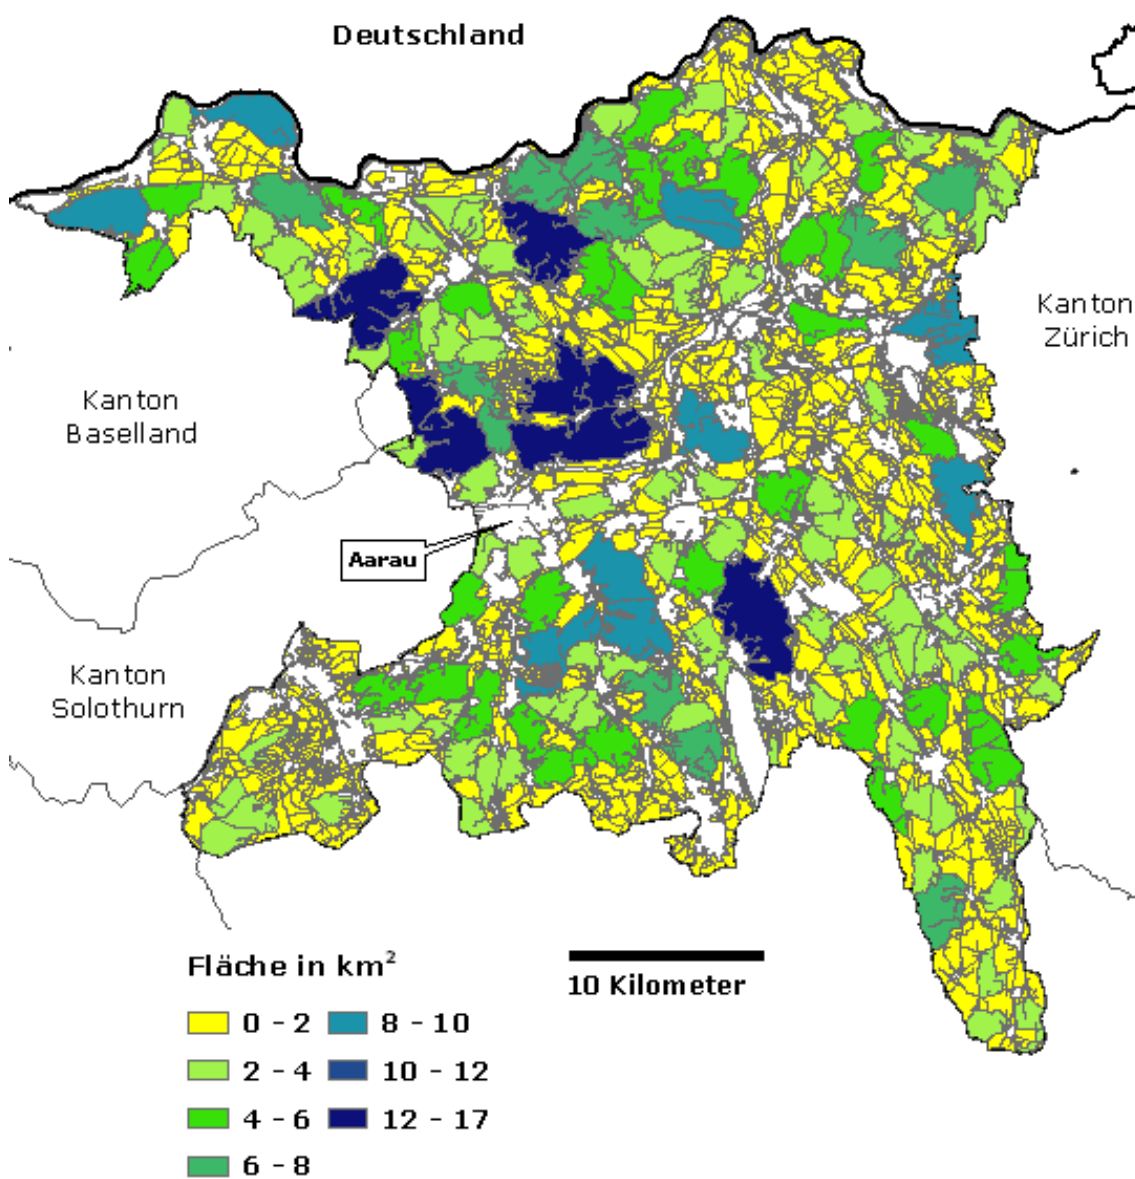 Deutschland
Kanton
Zürich
Kanton
Baselland
Aarau
Kanton
Solothurn
Fläche in km²
10 Kilometer
0 - 2
8 - 10
2 - 4
10 - 12
4 - 6
12 - 17
6 - 8